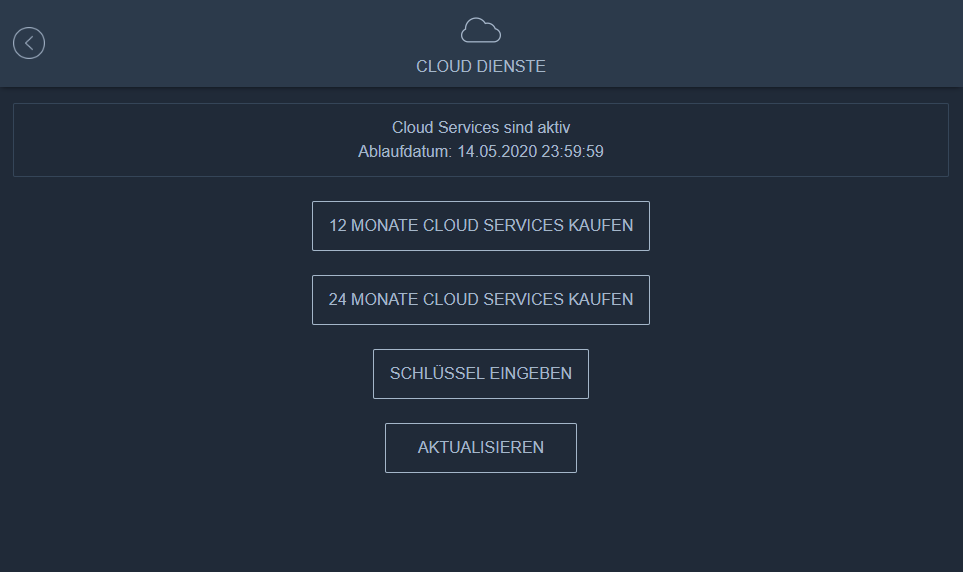 CLOUD DIENSTE
Cloud Services sind aktiv
Ablaufdatum: 14.05.2020 23:59:59
12 MONATE CLOUD SERVICES KAUFEN
24 MONATE CLOUD SERVICES KAUFEN
SCHLÜSSEL EINGEBEN
AKTUALISIEREN